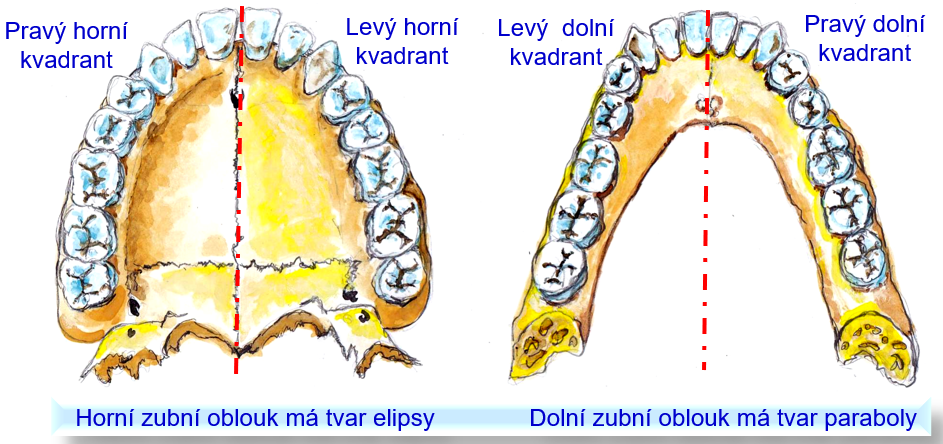 Pravý horní
kvadrant
Levý horní
kvadrant
Levý dolní
kvadrant
Pravý dolní
kvadrant
Horní zubní oblouk má tvar elipsy
Dolní zubní oblouk má tvar paraboly